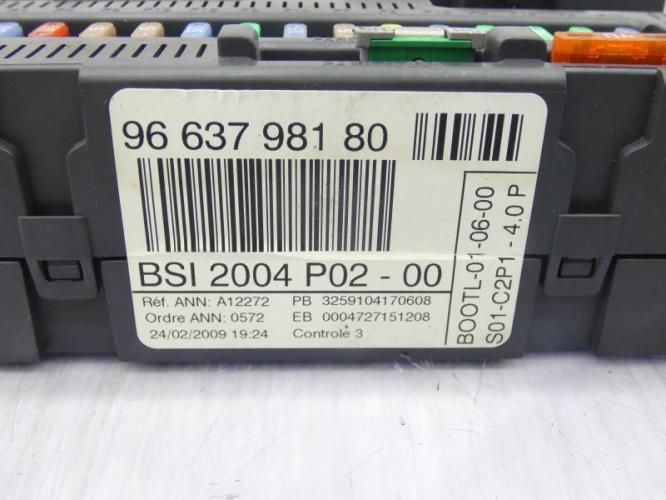 96 637 981 80
BSI 2004 P02 - 00
Réf. ANN: A12272 PB 3259104170608
Ordre ANN: 0572 EB 0004727151208
24/02/2009 19:24 Controle 3
BOOTL-01-06-00
S01-C2P1 - 4.0 P